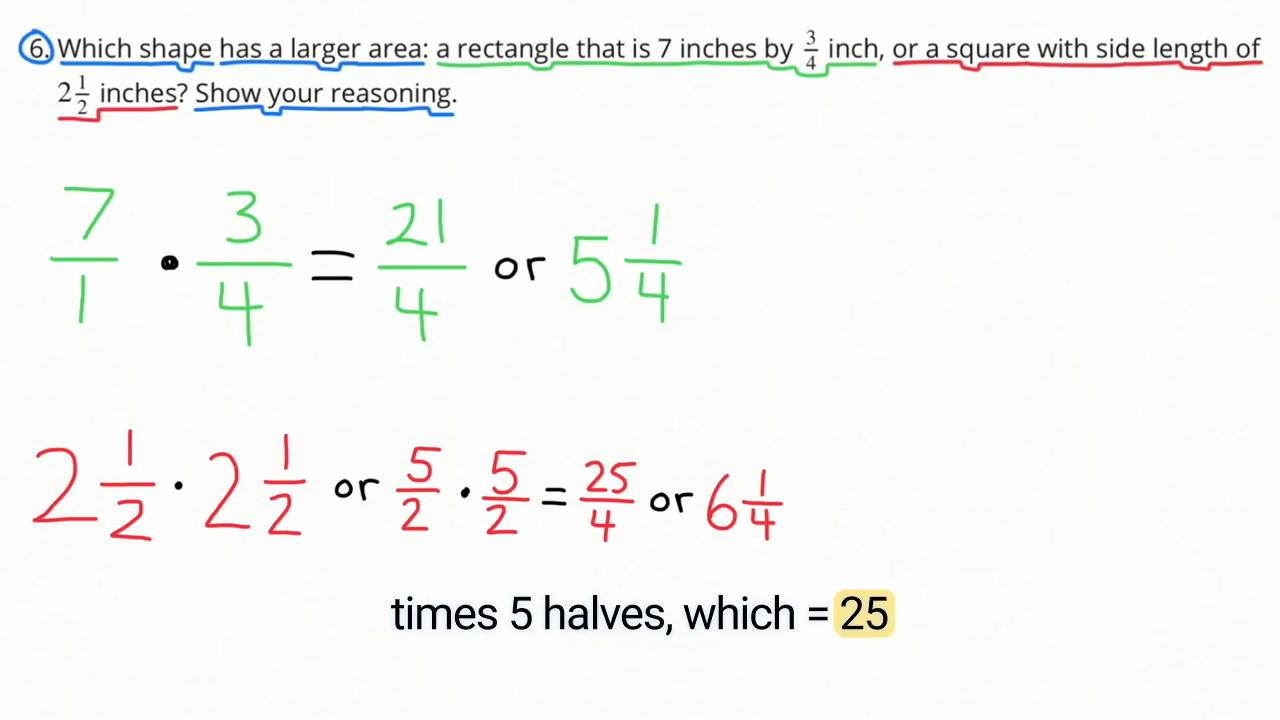 6. Which shape has a larger area: a rectangle that is 7 inches by 3/4 inch, or a square with side length of
2 1/2 inches? Show your reasoning.
7/1 · 3/4 = 21/4 or 5 1/4
2 1/2 · 2 1/2 or 5/2 · 5/2 = 25/4 or 6 1/4
times 5 halves, which = 25